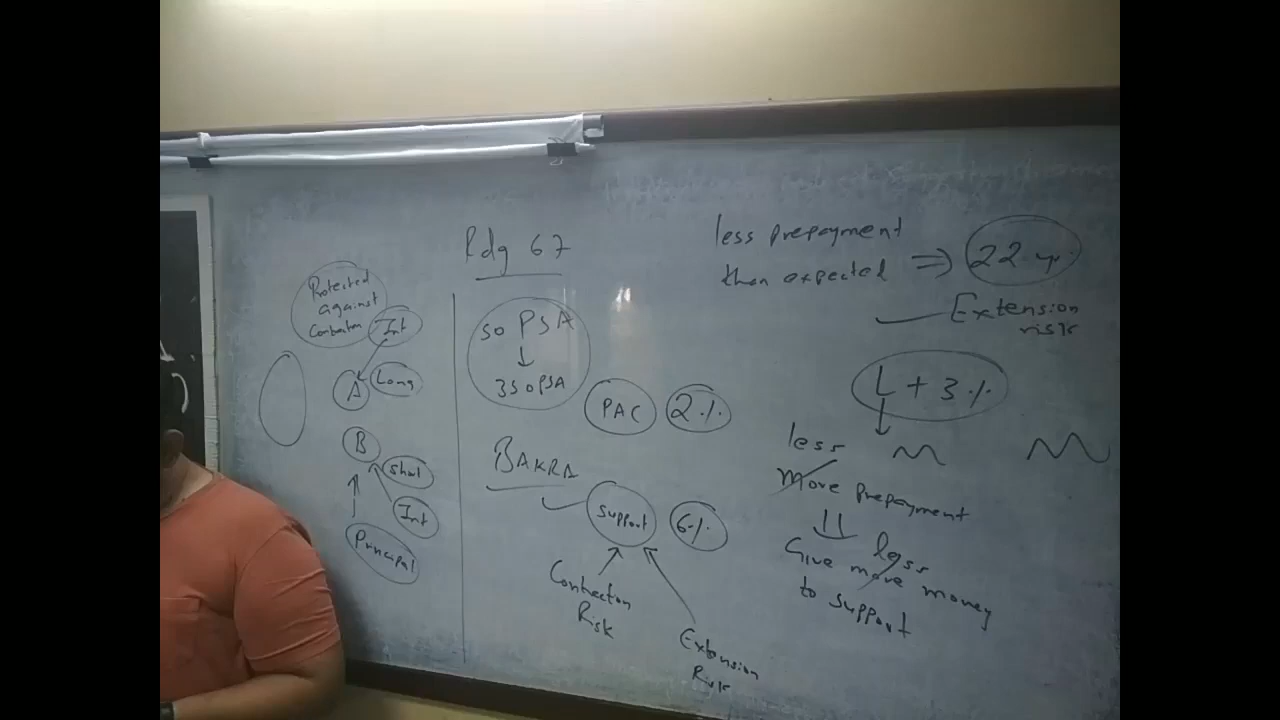 Rdg 67
Protected
against
Int
A
Long
B
Short
Int
Principal
50 PSA
↓
350 PSA
PAC 2%
BAKRA
Support 6%
Contraction
Risk
Extension
Risk
less prepayment
than expected ⇒ 22 yr.
Extension
risk
L + 3%
less
More prepayment
⇓
less
Give more money
to support